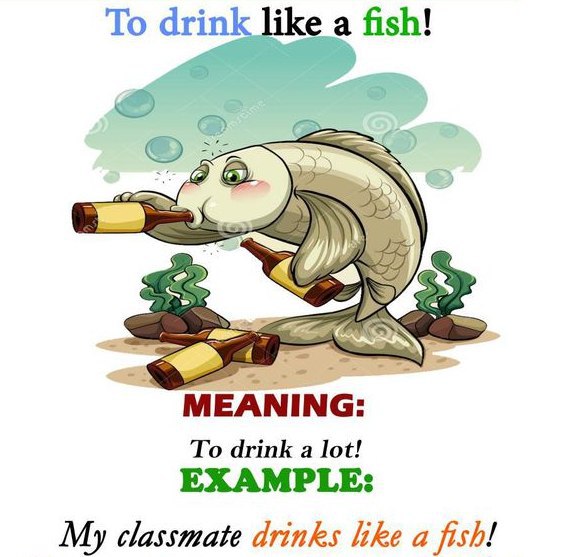 To drink like a fish!
MEANING:
To drink a lot!
EXAMPLE:
My classmate drinks like a fish!